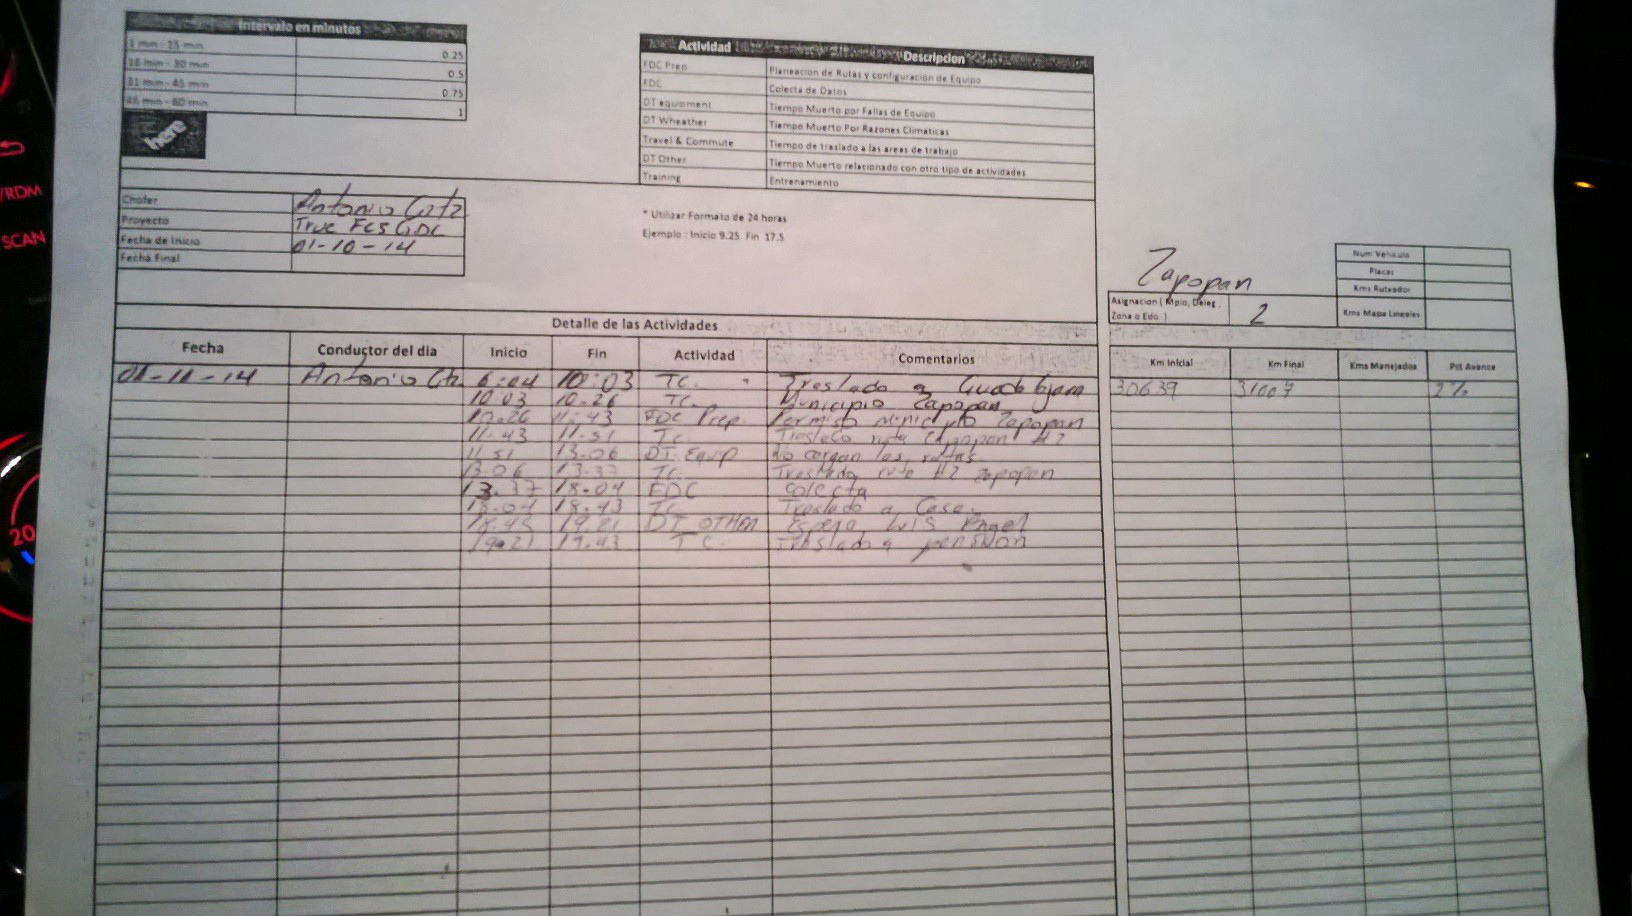 Intervalo en minutos
1 min - 15 min 0.25
16 min - 30 min 0.5
31 min - 45 min 0.75
46 min - 60 min 1
here
Actividad Descripcion
FDC Prep Planeacion de Rutas y configuración de Equipo
FDC Colecta de Datos
DT equipment Tiempo Muerto por Fallas de Equipo
DT Wheather Tiempo Muerto Por Razones Climaticas
Travel & Commute Tiempo de traslado a las areas de trabajo
DT Other Tiempo Muerto relacionado con otro tipo de actividades
Training Entrenamiento
Chofer Antonio Gtz
Proyecto True FCS GDL
Fecha de Inicio 01-10-14
Fecha Final
* Utilizar Formato de 24 horas
Ejemplo : Inicio 9.25 Fin 17.5
Zapopan
Num Vehiculo
Placas
Kms Ruteador
Asignacion ( Mpio, Deleg, Zona o Edo ) 2 Kms Mapa Lineales
Detalle de las Actividades
Fecha Conductor del dia Inicio Fin Actividad Comentarios Km Inicial Km Final Kms Manejados Pct Avance
01-10-14 Antonio Gtz 6:04 10:03 TC. Traslado a Guadalajara 30639 31007 2%
10:03 10.26 TC. Municipio Zapopan
10.26 11:43 FDC Prep. Permiso Municipio Zapopan
11.43 11.51 TC. Traslado ruta Zapopan #2
11.51 13.06 DT Equip No cargan las rutas.
13.06 13.37 TC. Traslado ruta #2 Zapopan
13.37 18.04 FDC Colecta
18.04 18.43 TC Traslado a Casa.
18.43 19.21 DT OTHER Espera Luis Angel
19.21 19.43 TC. Traslado a pension